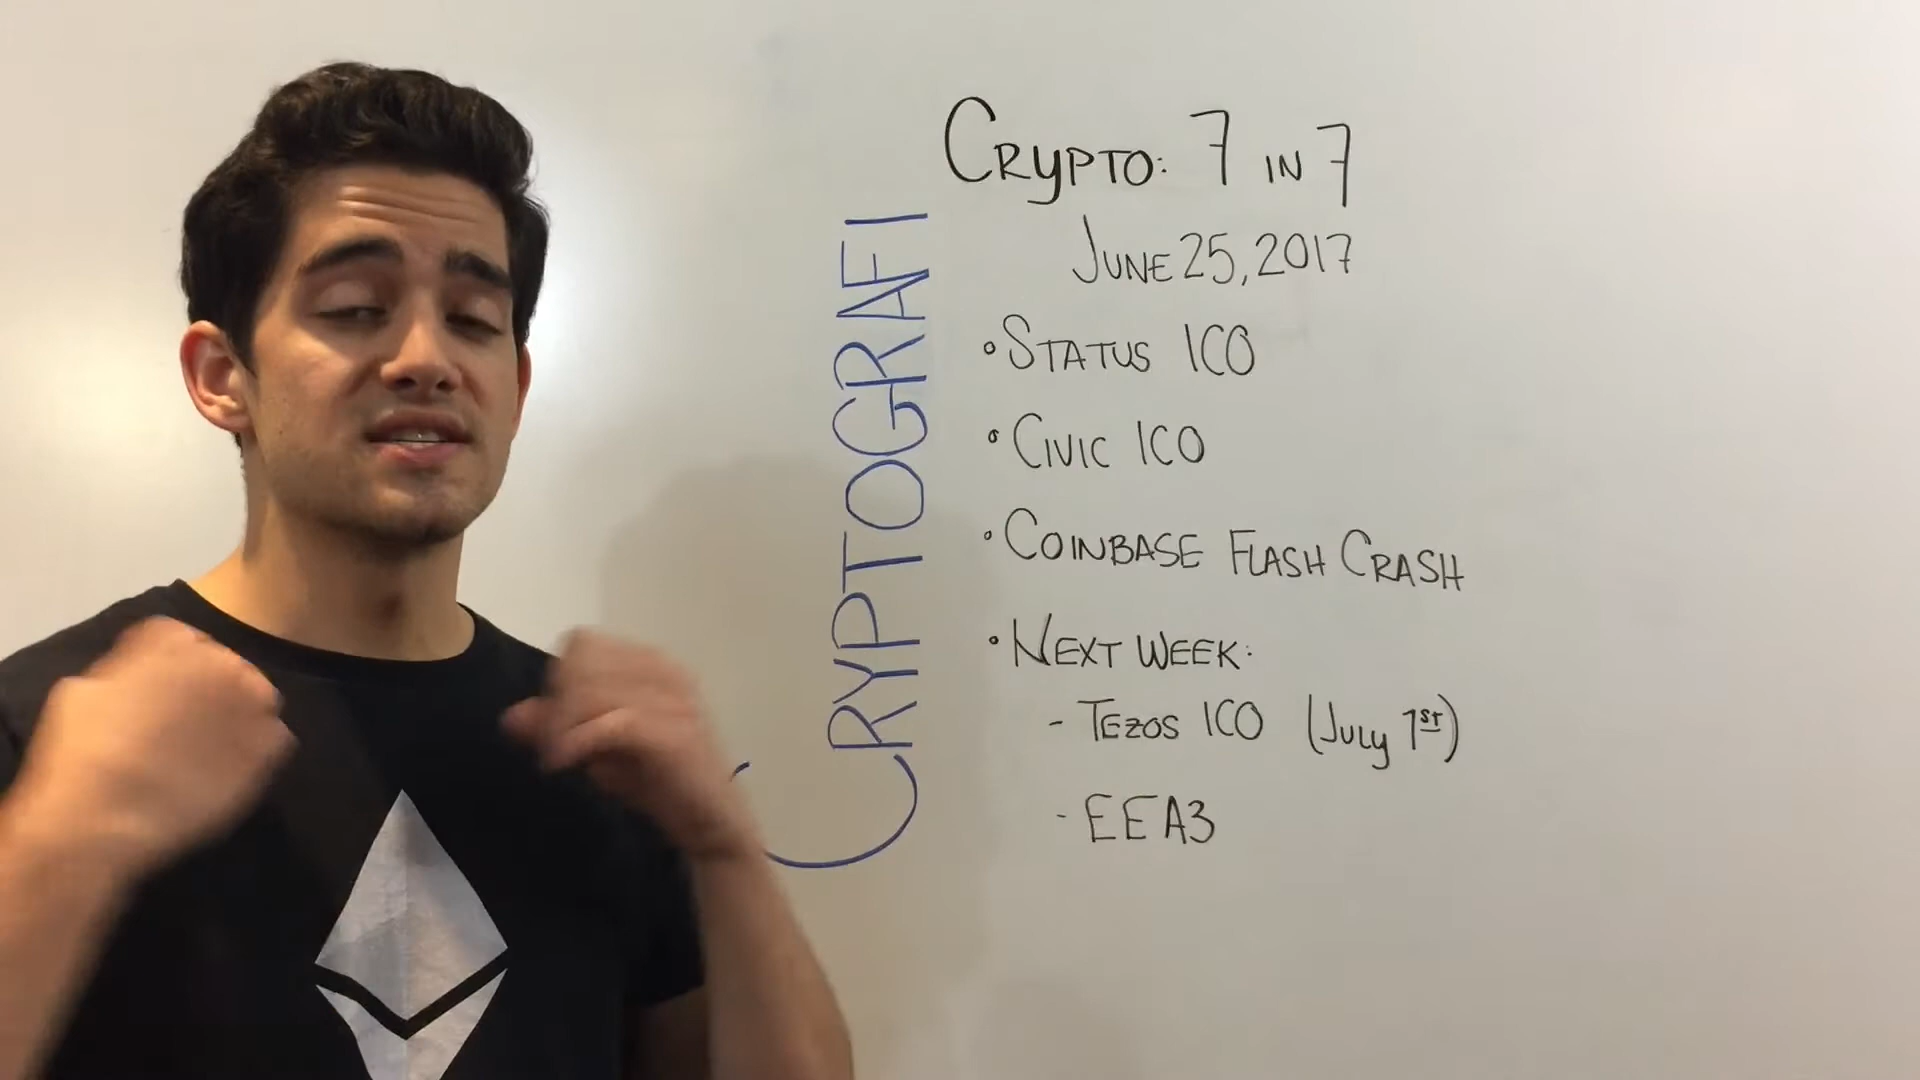 CRYPTO: 7 IN 7
JUNE 25, 2017
• STATUS ICO
• CIVIC ICO
• COINBASE FLASH CRASH
• NEXT WEEK:
- TEZOS ICO (JULY 1st)
- EEA3
CRYPTOGRAFI